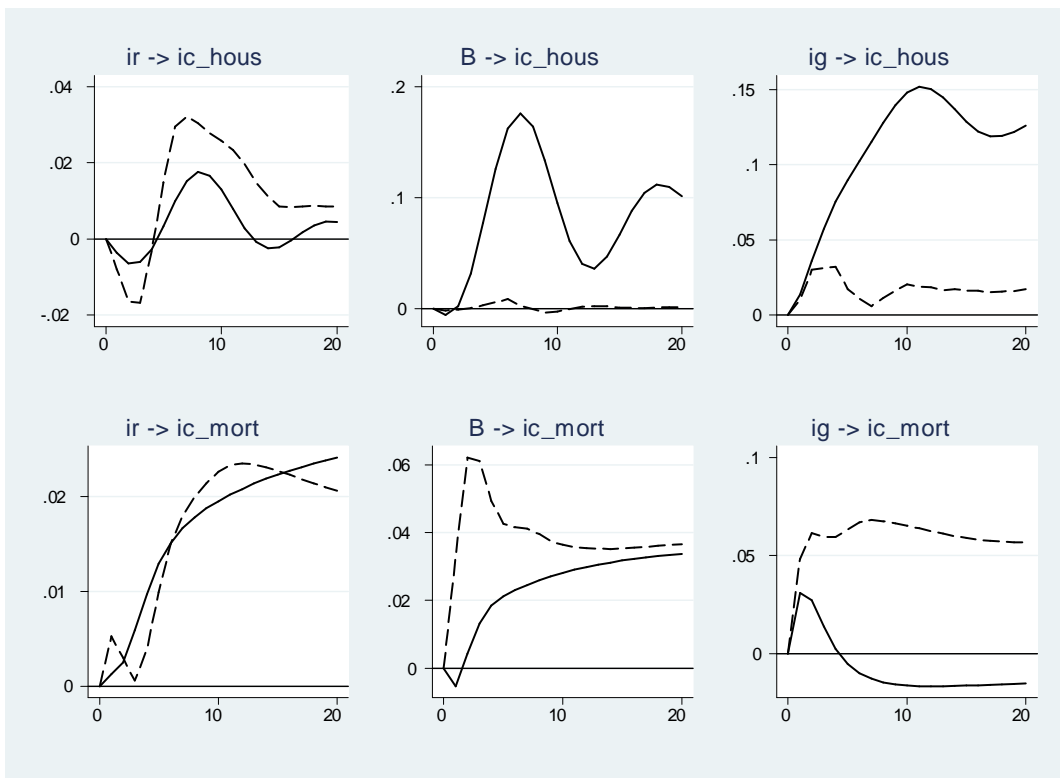 ir -> ic_hous
.04
.02
0
-.02
0 10 20
B -> ic_hous
.2
.1
0
0 10 20
ig -> ic_hous
.15
.1
.05
0
0 10 20
ir -> ic_mort
.02
.01
0
0 10 20
B -> ic_mort
.06
.04
.02
0
0 10 20
ig -> ic_mort
.1
.05
0
0 10 20